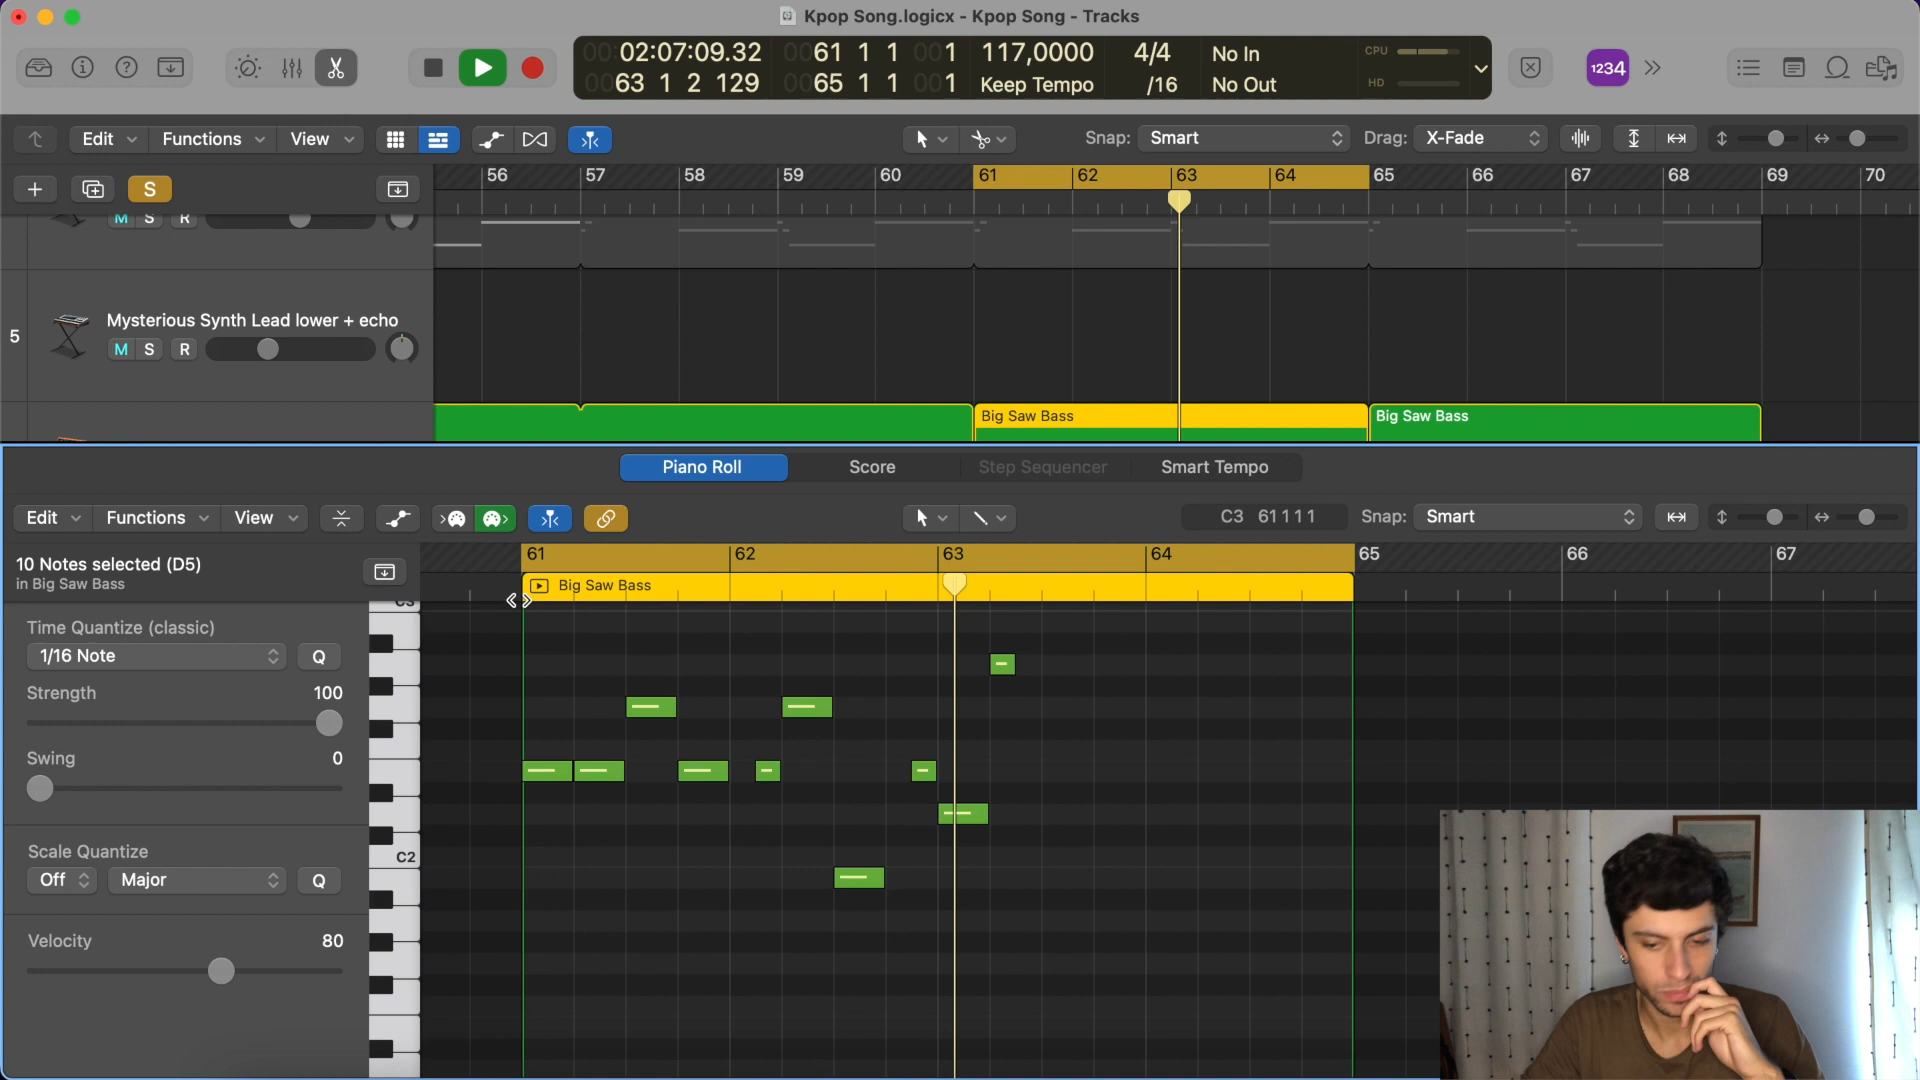 Kpop Song.logicx - Kpop Song - Tracks
02:07:09.32
63 1 2 129
61 1 1 1
65 1 1 1
117,0000
Keep Tempo
4/4
/16
No In
No Out
CPU
HD
1234
Edit
Functions
View
Snap:
Smart
Drag:
X-Fade
S
56 57 58 59 60 61 62 63 64 65 66 67 68 69 70
M S R
5
Mysterious Synth Lead lower + echo
M S R
Big Saw Bass
Big Saw Bass
Piano Roll
Score
Step Sequencer
Smart Tempo
Edit
Functions
View
C3 61 1 1 1
Snap:
Smart
10 Notes selected (D5)
in Big Saw Bass
61 62 63 64 65 66 67
Big Saw Bass
C3
Time Quantize (classic)
1/16 Note
Q
Strength
100
Swing
0
Scale Quantize
Off
Major
Q
C2
Velocity
80